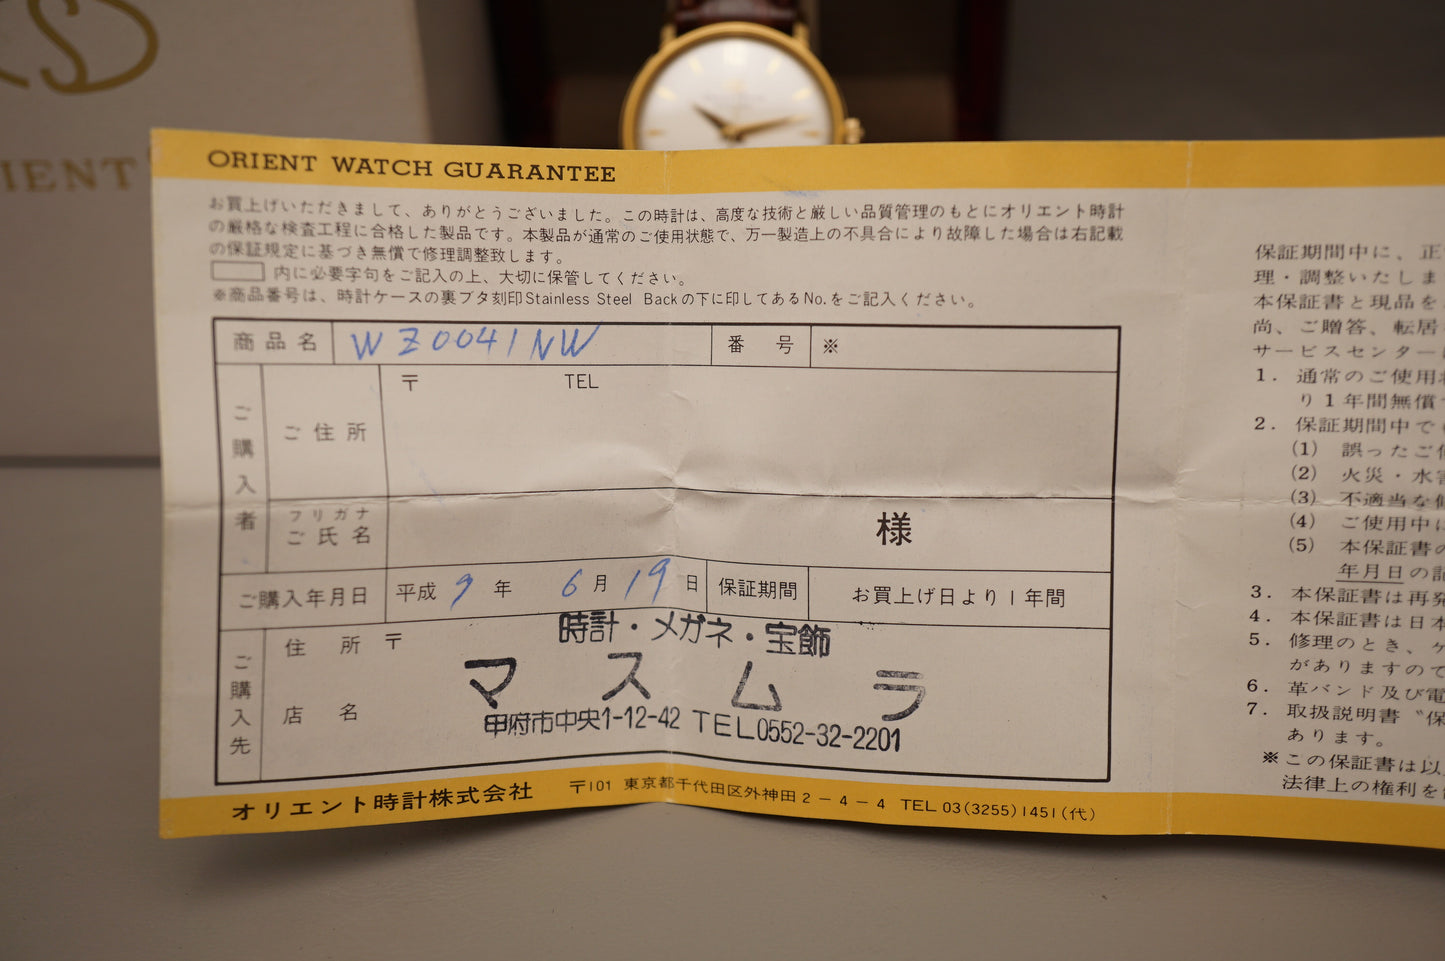 ORIENT
ORIENT WATCH GUARANTEE
お買上げいただきまして、ありがとうございました。この時計は、高度な技術と厳しい品質管理のもとにオリエント時計
の厳格な検査工程に合格した製品です。本製品が通常のご使用状態で、万一製造上の不具合により故障した場合は右記載
の保証規定に基づき無償で修理調整致します。
内に必要字句をご記入の上、大切に保管してください。
※商品番号は、時計ケースの裏ブタ刻印Stainless Steel Backの下に印してあるNo.をご記入ください。
商品名 WZ0041NW 番号 ※
ご購入者
ご住所 〒 TEL
フリガナ
ご氏名 様
ご購入年月日 平成 9 年 6 月 19 日 保証期間 お買上げ日より1年間
ご購入先
住所 〒
店名
時計・メガネ・宝飾
マスムラ
甲府市中央1-12-42 TEL0552-32-2201
オリエント時計株式会社 〒101 東京都千代田区外神田2-4-4 TEL 03(3255)1451(代)
保証期間中に、正
理・調整いたしま
本保証書と現品を
尚、ご贈答、転居
サービスセンター
1. 通常のご使用
り1年間無償
2. 保証期間中で
(1) 誤ったご
(2) 火災・水
(3) 不適当な
(4) ご使用中に
(5) 本保証書の
年月日の記
3. 本保証書は再発
4. 本保証書は日本
5. 修理のとき、ケ
がありますので
6. 革バンド及び電
7. 取扱説明書〝保
あります。
※この保証書は以
法律上の権利を